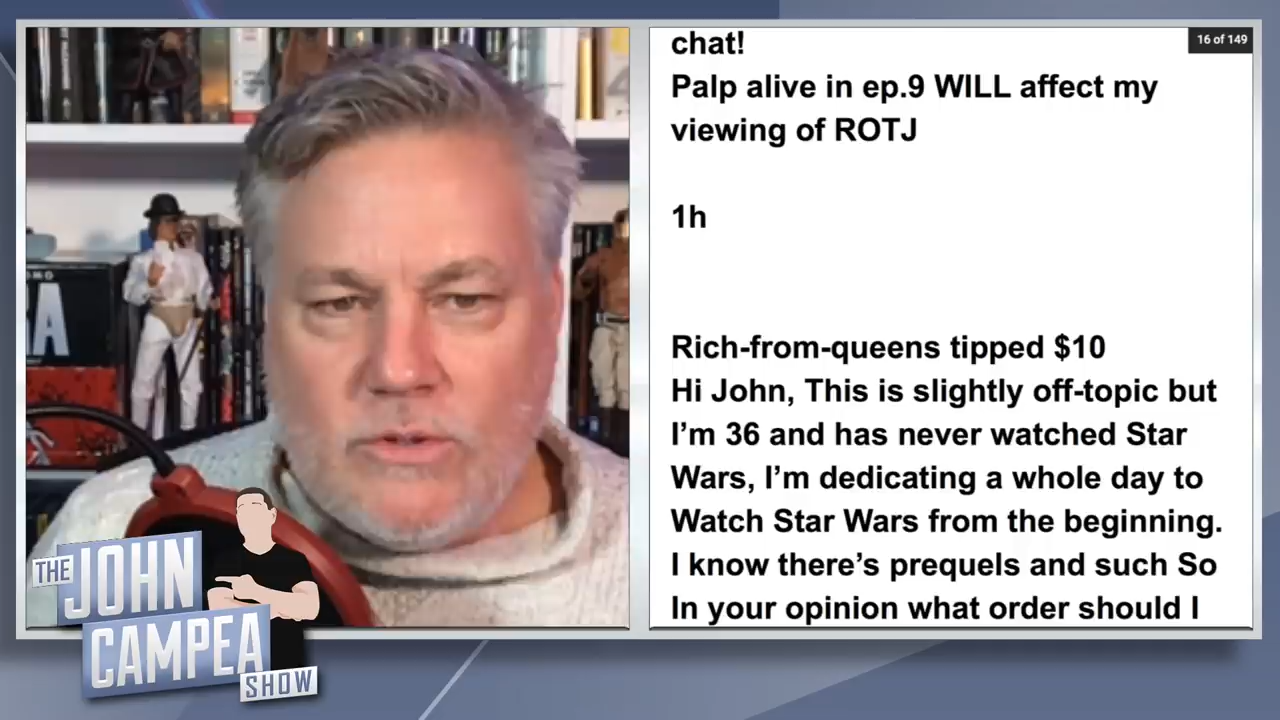 chat!
16 of 149
Palp alive in ep.9 WILL affect my
viewing of ROTJ
1h
Rich-from-queens tipped $10
Hi John, This is slightly off-topic but
I'm 36 and has never watched Star
Wars, I'm dedicating a whole day to
Watch Star Wars from the beginning.
I know there's prequels and such So
In your opinion what order should I
THE
JOHN
CAMPEA
SHOW